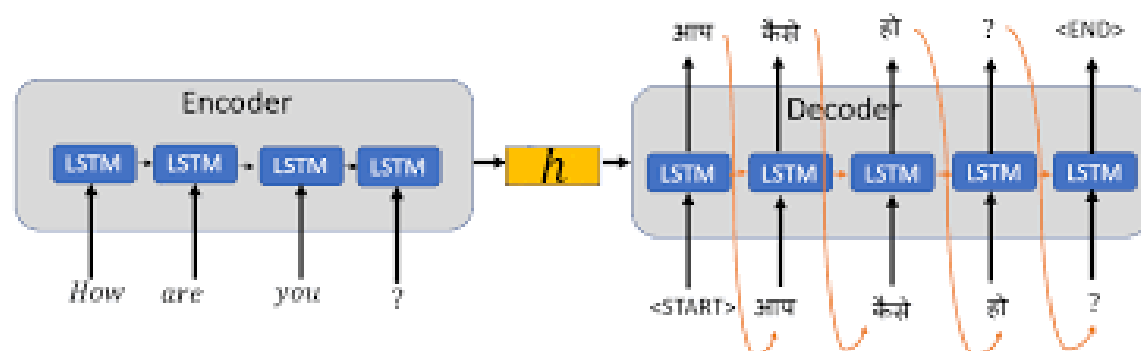 आप कैसे हो ? <END>
Encoder
Decoder
LSTM LSTM LSTM LSTM
h
LSTM LSTM LSTM LSTM LSTM
How are you ?
<START> आप कैसे हो ?